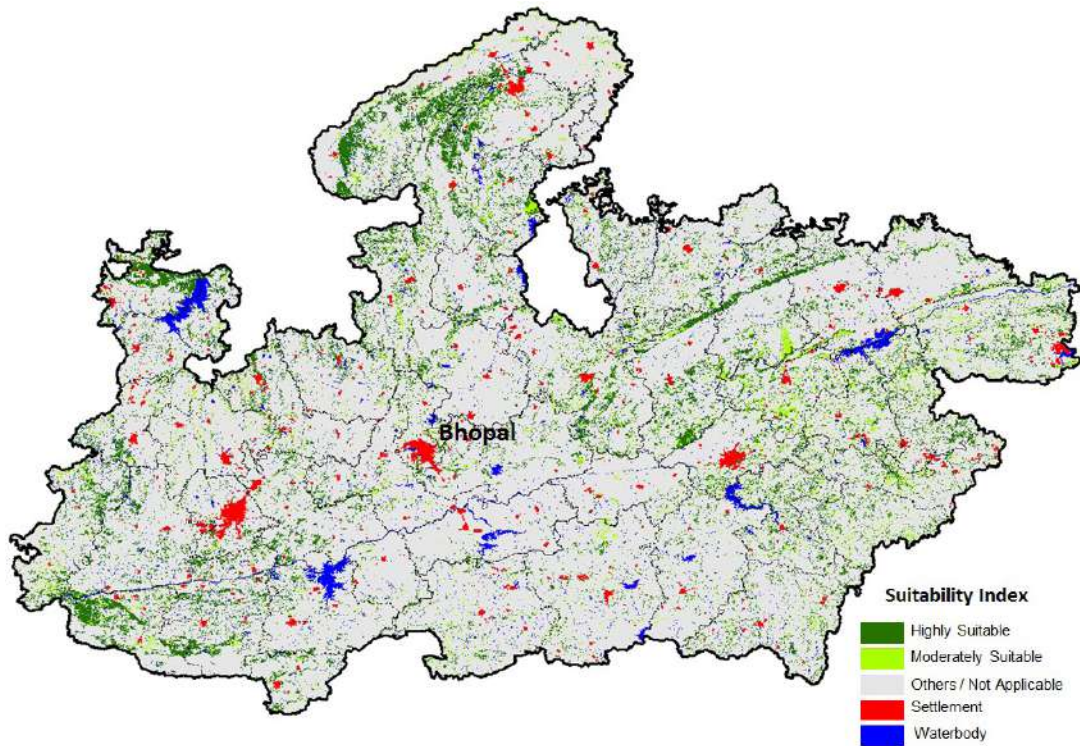 Bhopal
Suitability Index
Highly Suitable
Moderately Suitable
Others / Not Applicable
Settlement
Waterbody